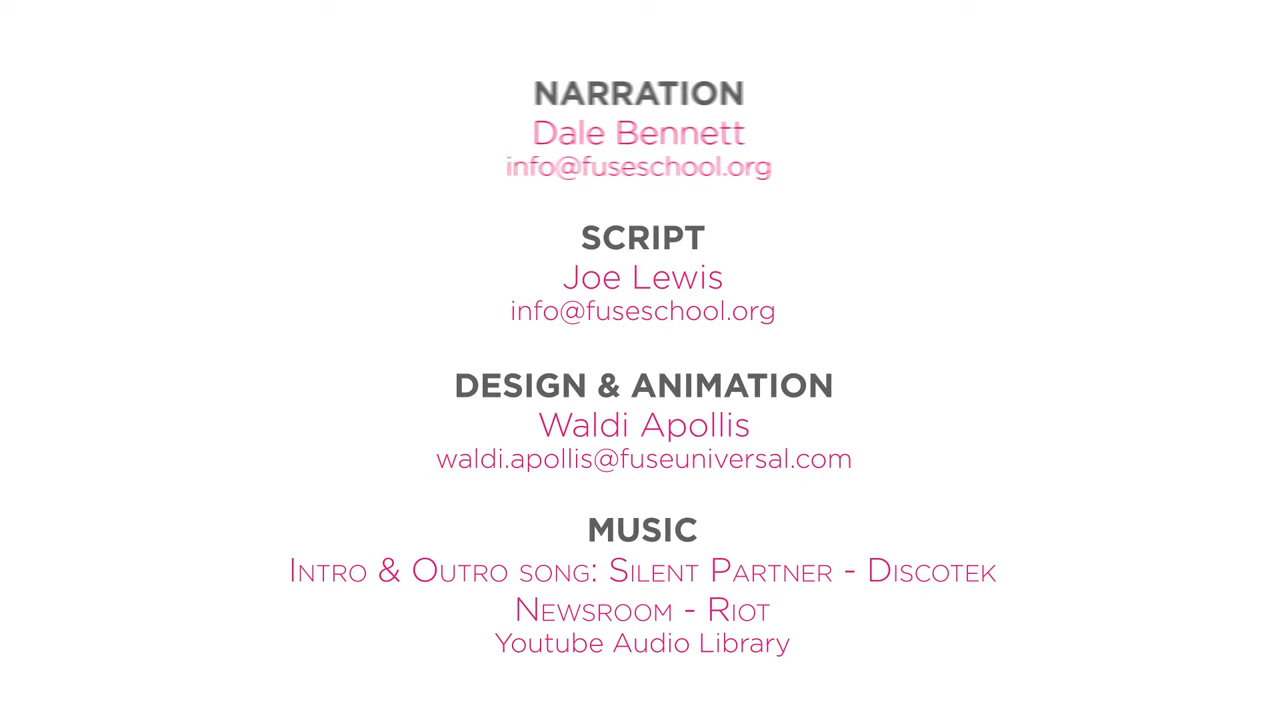 NARRATION
Dale Bennett
info@fuseschool.org
SCRIPT
Joe Lewis
info@fuseschool.org
DESIGN & ANIMATION
Waldi Apollis
waldi.apollis@fuseuniversal.com
MUSIC
INTRO & OUTRO SONG: SILENT PARTNER - DISCOTEK
NEWSROOM - RIOT
Youtube Audio Library